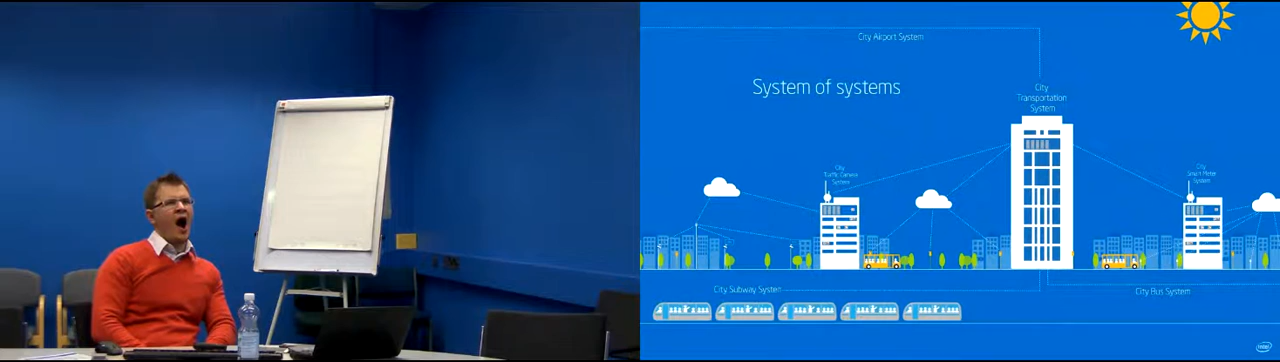 City Airport System
System of systems
City
Transportation
System
City
Traffic Camera
System
City
Smart Meter
System
City Subway System
City Bus System
intel